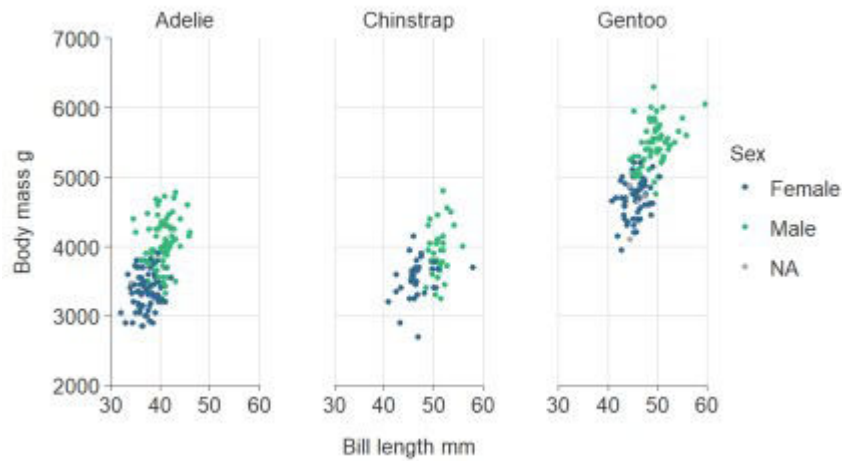 Adelie Chinstrap Gentoo
7000
6000
5000
4000
3000
2000
Body mass g
30 40 50 60 30 40 50 60 30 40 50 60
Bill length mm
Sex
Female
Male
NA